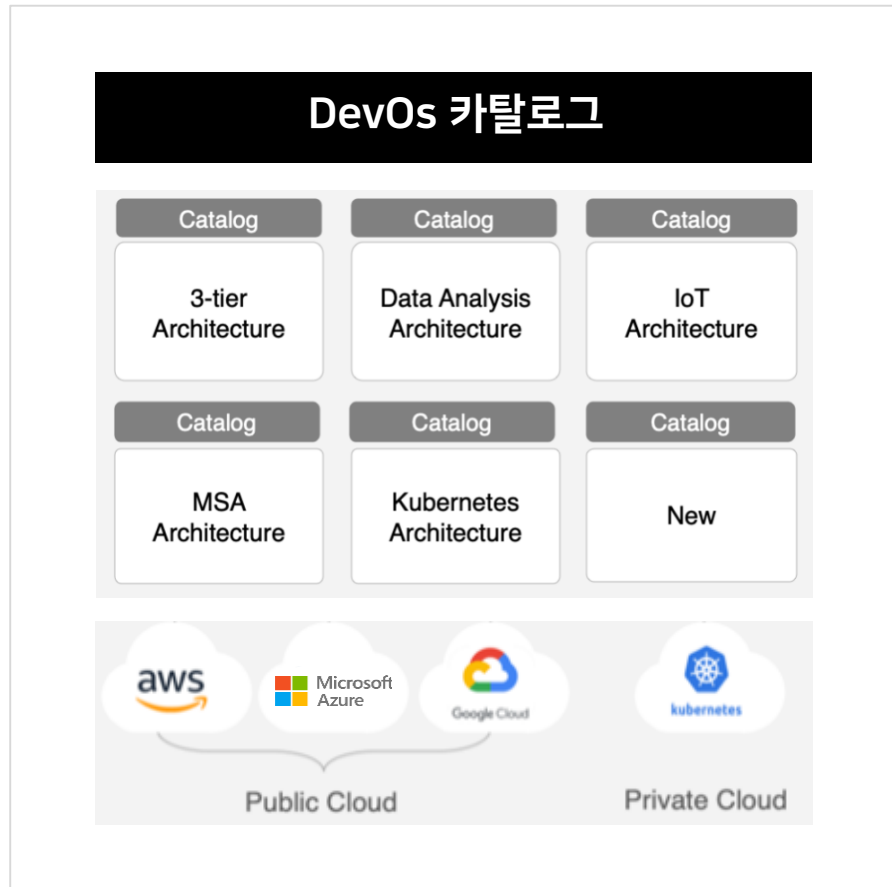 DevOs 카탈로그
Catalog
Catalog
Catalog
3-tier
Architecture
Data Analysis
Architecture
IoT
Architecture
Catalog
Catalog
Catalog
MSA
Architecture
Kubernetes
Architecture
New
aws
Microsoft
Azure
Google Cloud
kubernetes
Public Cloud
Private Cloud